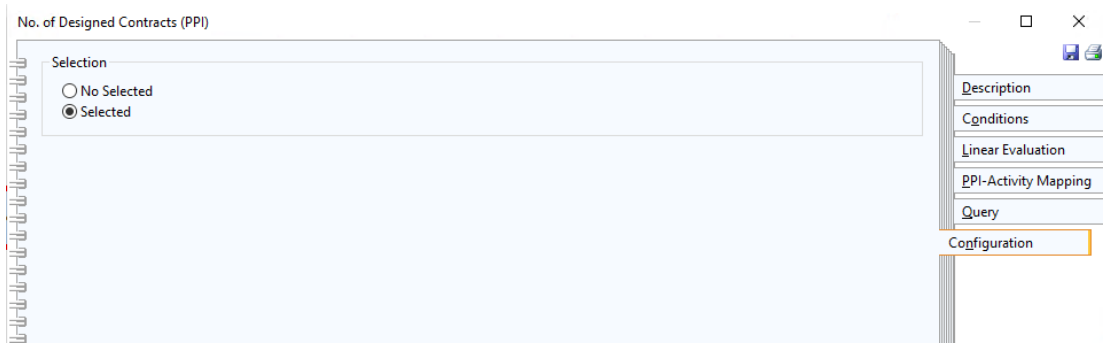 No. of Designed Contracts (PPI)
Selection
No Selected
Selected
Description
Conditions
Linear Evaluation
PPI-Activity Mapping
Query
Configuration